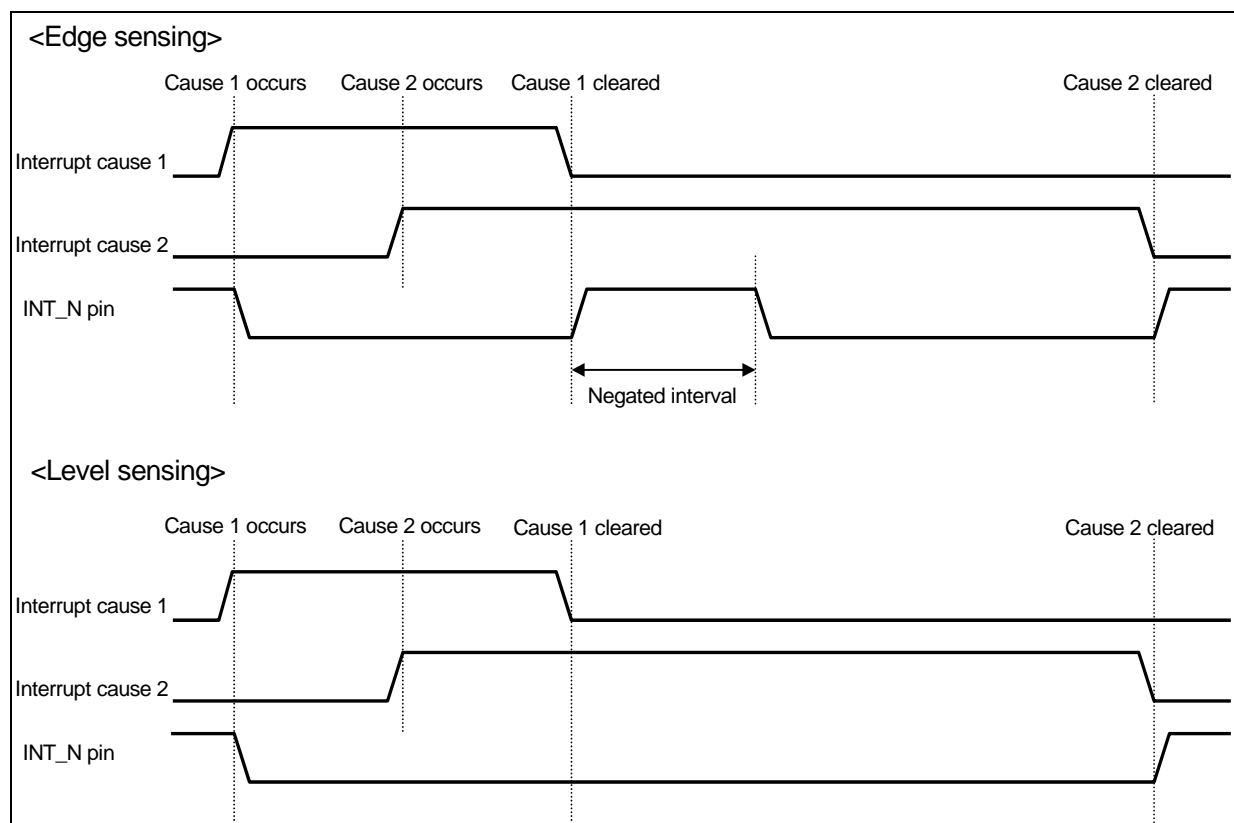 <Edge sensing>
Cause 1 occurs Cause 2 occurs Cause 1 cleared Cause 2 cleared
Interrupt cause 1
Interrupt cause 2
INT_N pin
Negated interval
<Level sensing>
Cause 1 occurs Cause 2 occurs Cause 1 cleared Cause 2 cleared
Interrupt cause 1
Interrupt cause 2
INT_N pin